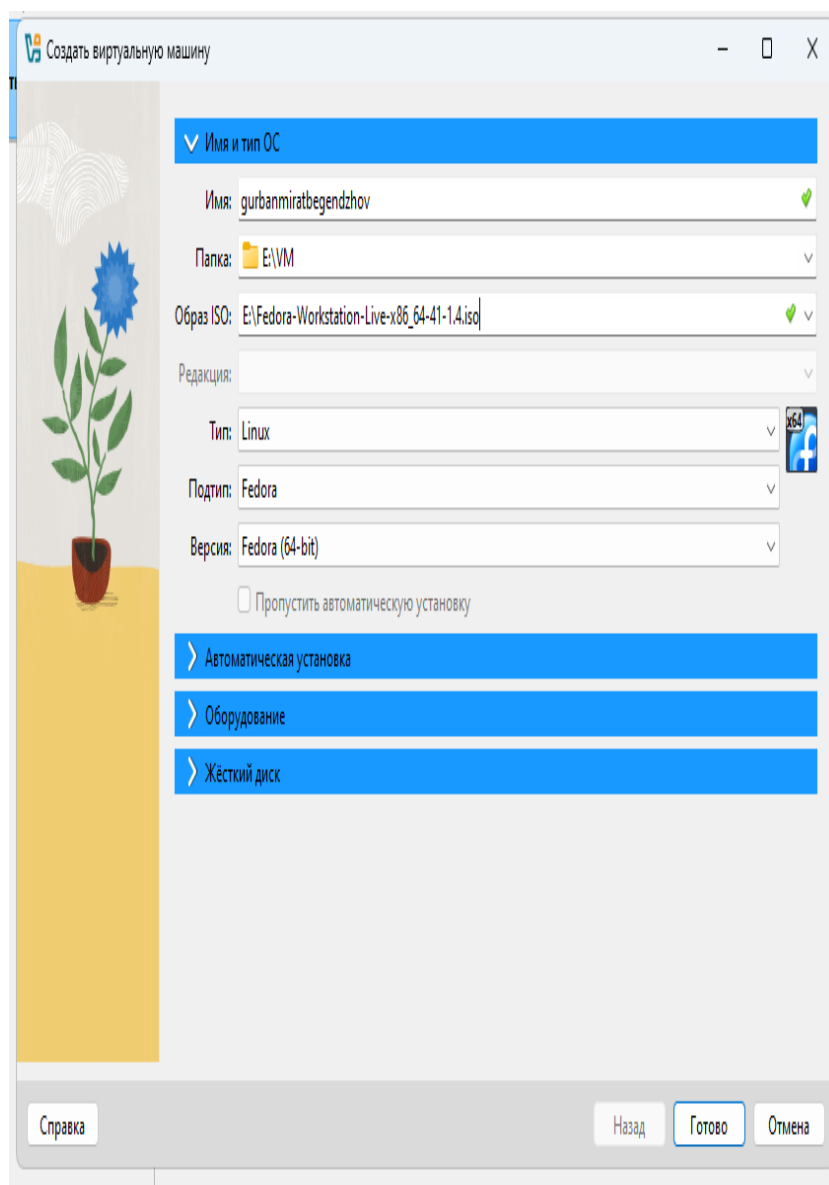 Создать виртуальную машину
Имя и тип ОС
Имя: gurbanmiratbegendzhov
Папка: E:\VM
Образ ISO: E:\Fedora-Workstation-Live-x86_64-41-1.4.iso
Редакция:
Тип: Linux
x64
Подтип: Fedora
Версия: Fedora (64-bit)
Пропустить автоматическую установку
Автоматическая установка
Оборудование
Жёсткий диск
Справка Назад Готово Отмена